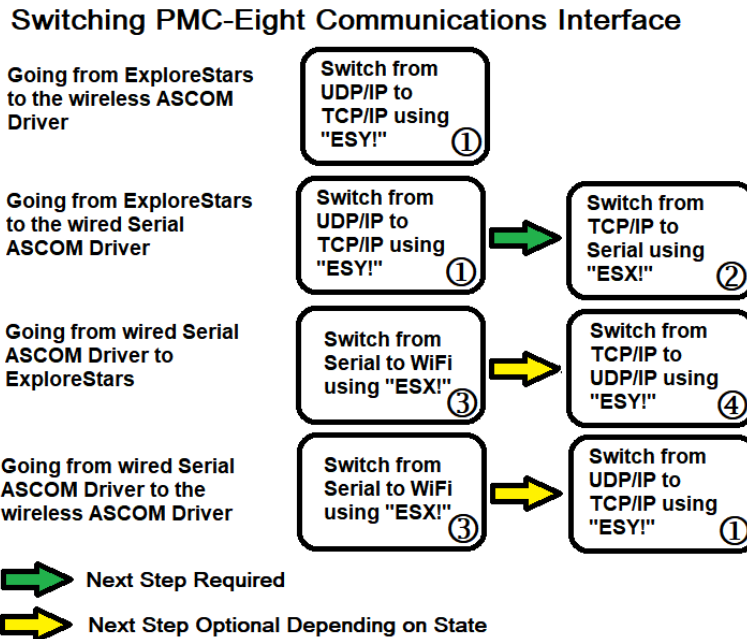 Switching PMC-Eight Communications Interface
Going from ExploreStars
to the wireless ASCOM
Driver
Switch from
UDP/IP to
TCP/IP using
"ESY!"
①
Going from ExploreStars
to the wired Serial
ASCOM Driver
Switch from
UDP/IP to
TCP/IP using
"ESY!"
①
Switch from
TCP/IP to
Serial using
"ESX!"
②
Going from wired Serial
ASCOM Driver to
ExploreStars
Switch from
Serial to WiFi
using "ESX!"
③
Switch from
TCP/IP to
UDP/IP using
"ESY!"
④
Going from wired Serial
ASCOM Driver to the
wireless ASCOM Driver
Switch from
Serial to WiFi
using "ESX!"
③
Switch from
UDP/IP to
TCP/IP using
"ESY!"
①
Next Step Required
Next Step Optional Depending on State